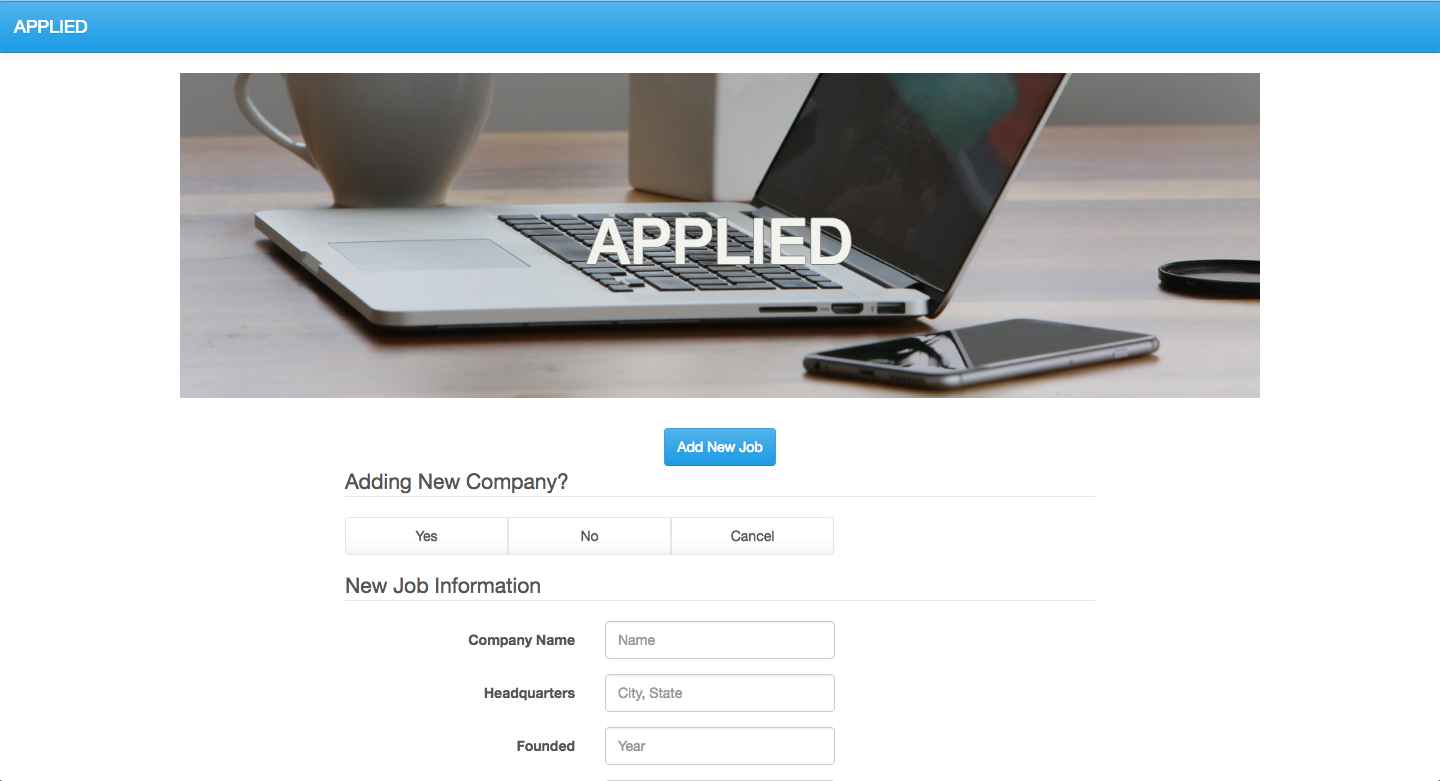 APPLIED
APPLIED
Add New Job
Adding New Company?
Yes No Cancel
New Job Information
Company Name Name
Headquarters City, State
Founded Year